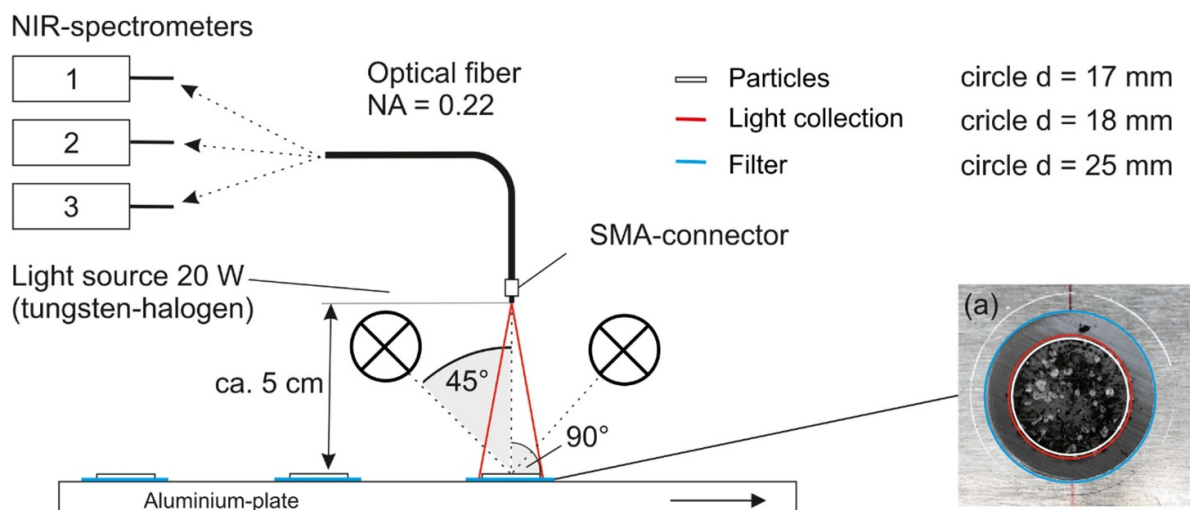 NIR-spectrometers
1
2
3
Optical fiber
NA = 0.22
Particles circle d = 17 mm
Light collection cricle d = 18 mm
Filter circle d = 25 mm
SMA-connector
Light source 20 W
(tungsten-halogen)
(a)
ca. 5 cm
45°
90°
Aluminium-plate